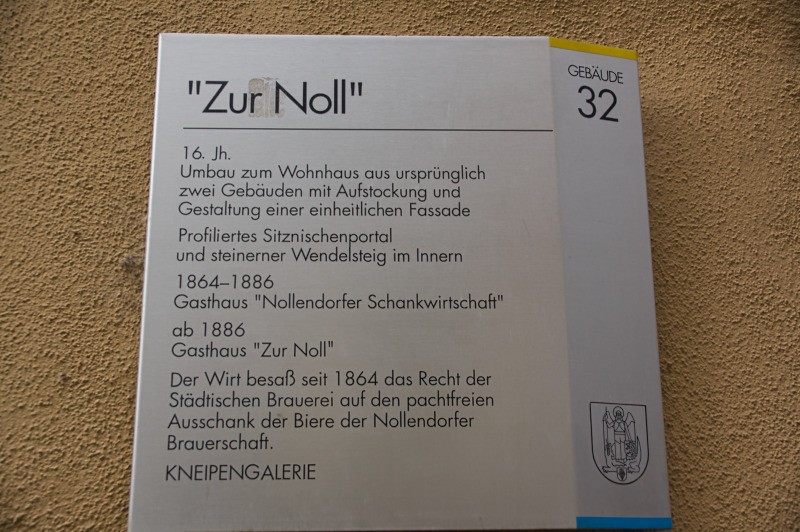 "Zur Noll"
16. Jh.
Umbau zum Wohnhaus aus ursprünglich
zwei Gebäuden mit Aufstockung und
Gestaltung einer einheitlichen Fassade
Profiliertes Sitznischenportal
und steinerner Wendelsteig im Innern
1864–1886
Gasthaus "Nollendorfer Schankwirtschaft"
ab 1886
Gasthaus "Zur Noll"
Der Wirt besaß seit 1864 das Recht der
Städtischen Brauerei auf den pachtfreien
Ausschank der Biere der Nollendorfer
Brauerschaft.
KNEIPENGALERIE
GEBÄUDE
32